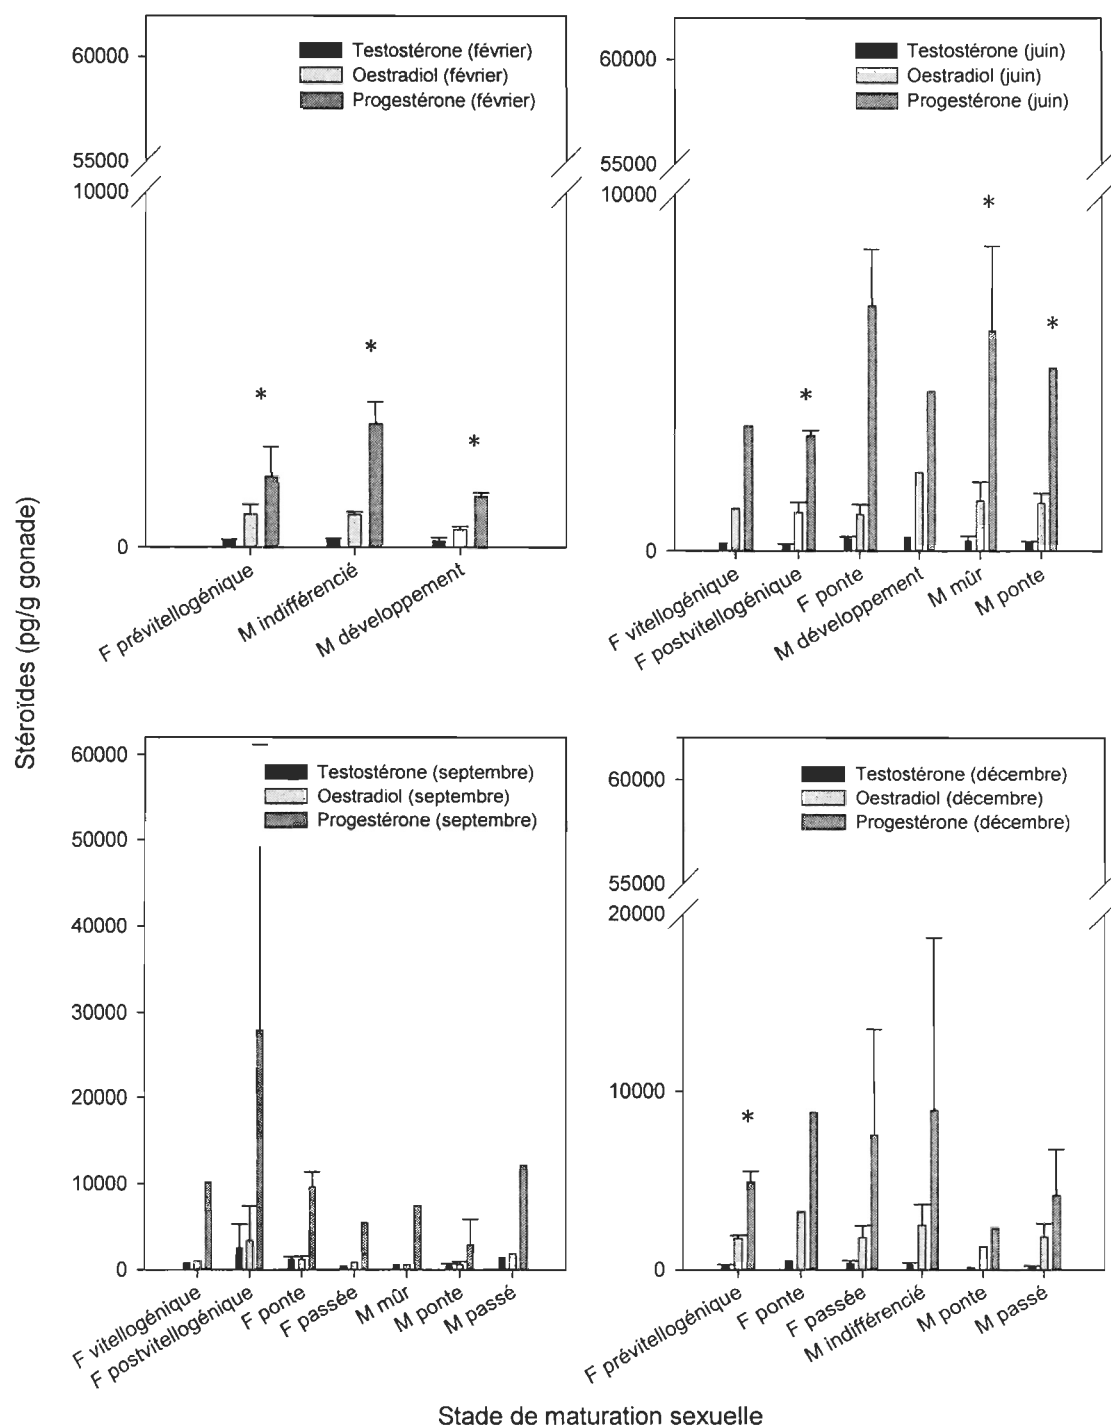 Stéroïdes (pg/g gonade)
60000
55000
10000
0
Testostérone (février)
Oestradiol (février)
Progestérone (février)
*
*
*
F prévitellogénique
M indifférencié
M développement
60000
55000
10000
0
Testostérone (juin)
Oestradiol (juin)
Progestérone (juin)
*
*
*
F vitellogénique
F postvitellogénique
F ponte
M développement
M mûr
M ponte
60000
50000
40000
30000
20000
10000
0
Testostérone (septembre)
Oestradiol (septembre)
Progestérone (septembre)
F vitellogénique
F postvitellogénique
F ponte
F passée
M mûr
M ponte
M passé
60000
55000
20000
10000
0
Testostérone (décembre)
Oestradiol (décembre)
Progestérone (décembre)
*
F prévitellogénique
F ponte
F passée
M indifférencié
M ponte
M passé
Stade de maturation sexuelle